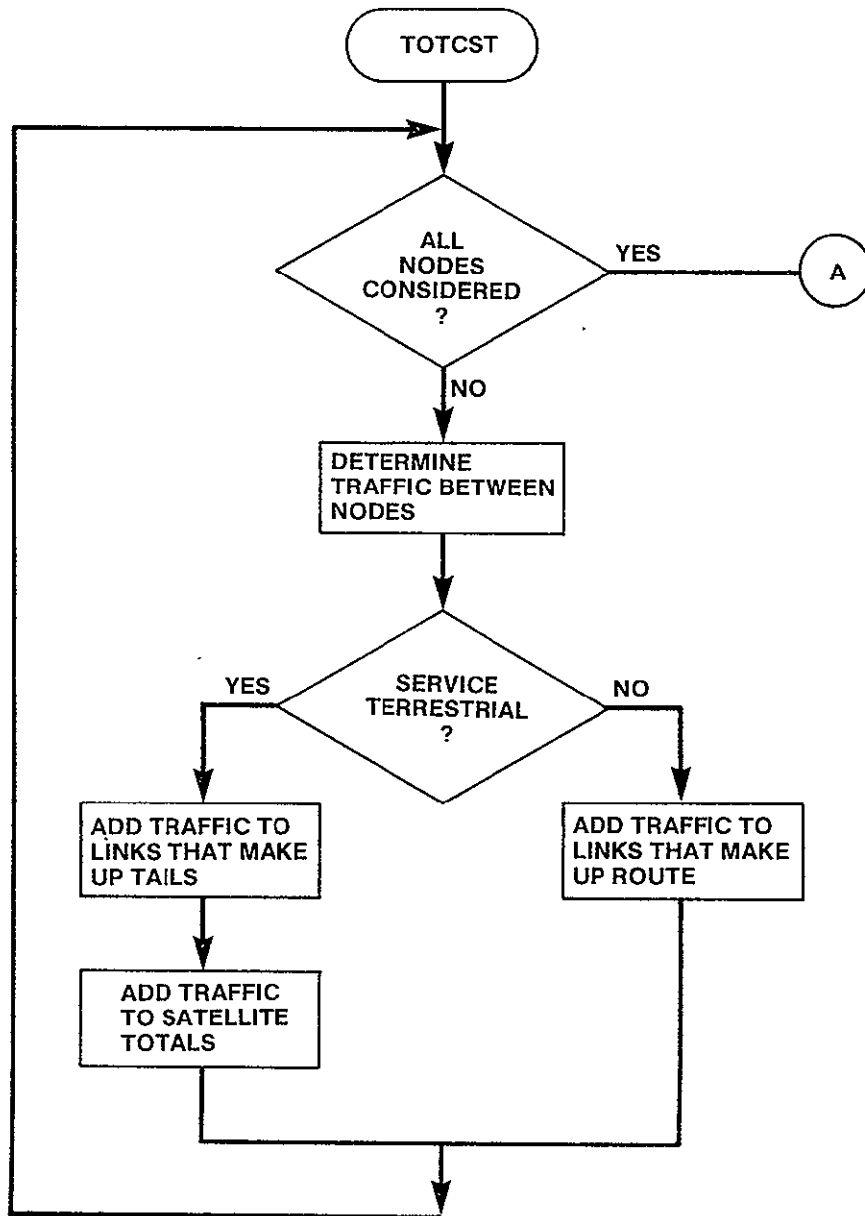 TOTCST
ALL
NODES
CONSIDERED
?
YES
A
NO
DETERMINE
TRAFFIC BETWEEN
NODES
YES
SERVICE
TERRESTRIAL
?
NO
ADD TRAFFIC TO
LINKS THAT MAKE
UP TAILS
ADD TRAFFIC TO
LINKS THAT MAKE
UP ROUTE
ADD TRAFFIC
TO SATELLITE
TOTALS